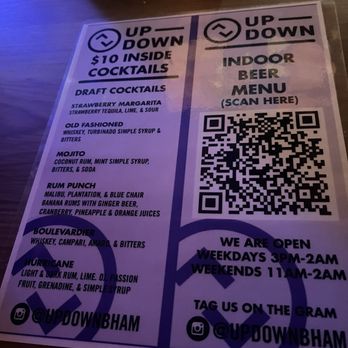 UP
DOWN
$10 INSIDE
COCKTAILS
DRAFT COCKTAILS
STRAWBERRY MARGARITA
STRAWBERRY TEQUILA, LIME, & SOUR
OLD FASHIONED
WHISKEY, TURBINADO SIMPLE SYRUP &
BITTERS
MOJITO
COCONUT RUM, MINT SIMPLE SYRUP,
BITTERS, & SODA
RUM PUNCH
MALIBU, PLANTATION, & BLUE CHAIR
BANANA RUMS WITH GINGER BEER,
CRANBERRY, PINEAPPLE & ORANGE JUICES
BOULEVARDIER
WHISKEY, CAMPARI, AMARO, & BITTERS
HURRICANE
LIGHT & DARK RUM, LIME, OJ, PASSION
FRUIT, GRENADINE, & SIMPLE SYRUP
@UPDOWNBHAM
UP
DOWN
INDOOR
BEER
MENU
(SCAN HERE)
WE ARE OPEN
WEEKDAYS 3PM-2AM
WEEKENDS 11AM-2AM
TAG US ON THE GRAM
@UPDOWNBHAM